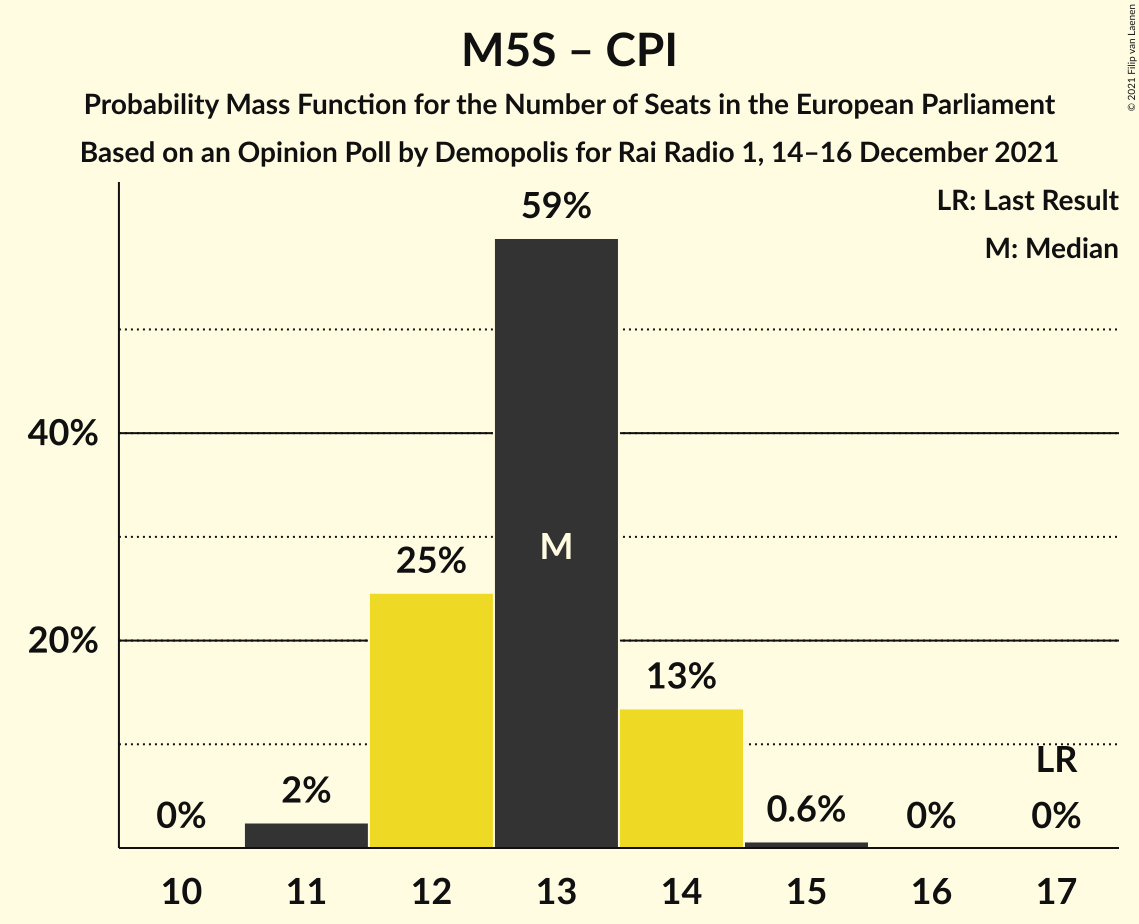 M5S – CPI
Probability Mass Function for the Number of Seats in the European Parliament
Based on an Opinion Poll by Demopolis for Rai Radio 1, 14–16 December 2021
© 2021 Filip van Laenen
LR: Last Result
M: Median
59%
40%
M
25%
20%
13%
LR
2%
0%
0.6%
0%
0%
10 11 12 13 14 15 16 17